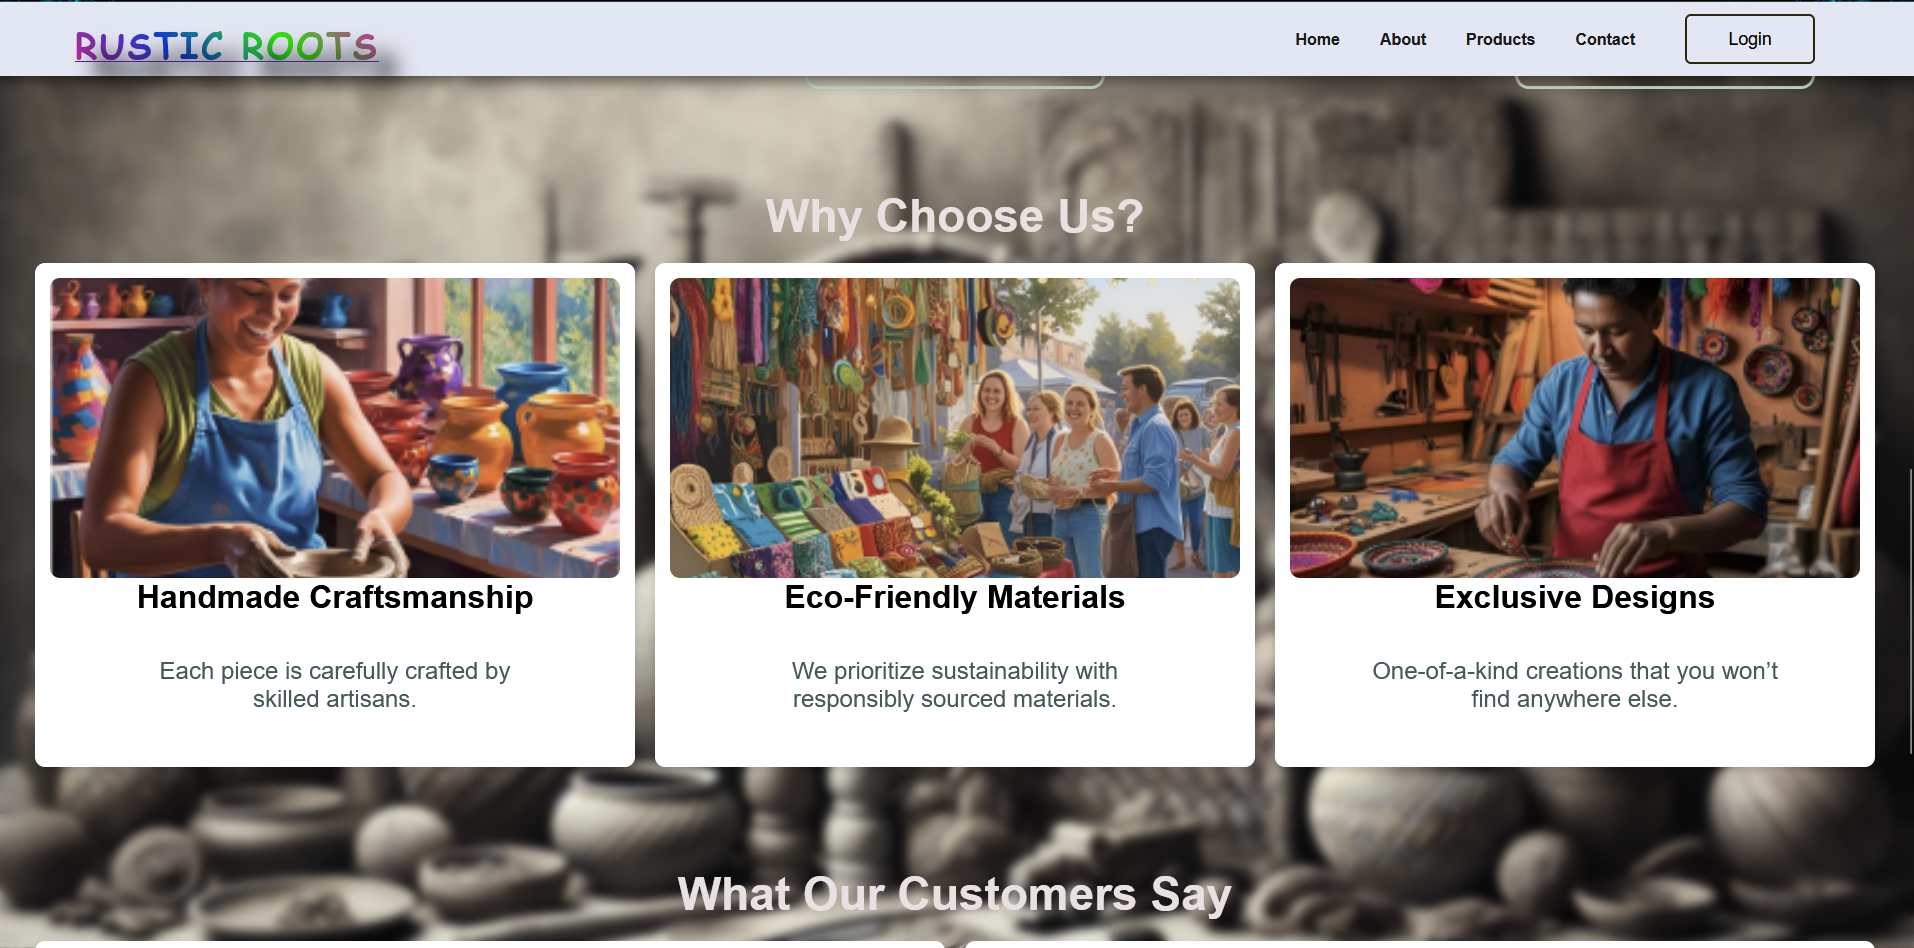 RUSTIC ROOTS
Home About Products Contact Login
Why Choose Us?
Handmade Craftsmanship
Each piece is carefully crafted by
skilled artisans.
Eco-Friendly Materials
We prioritize sustainability with
responsibly sourced materials.
Exclusive Designs
One-of-a-kind creations that you won’t
find anywhere else.
What Our Customers Say